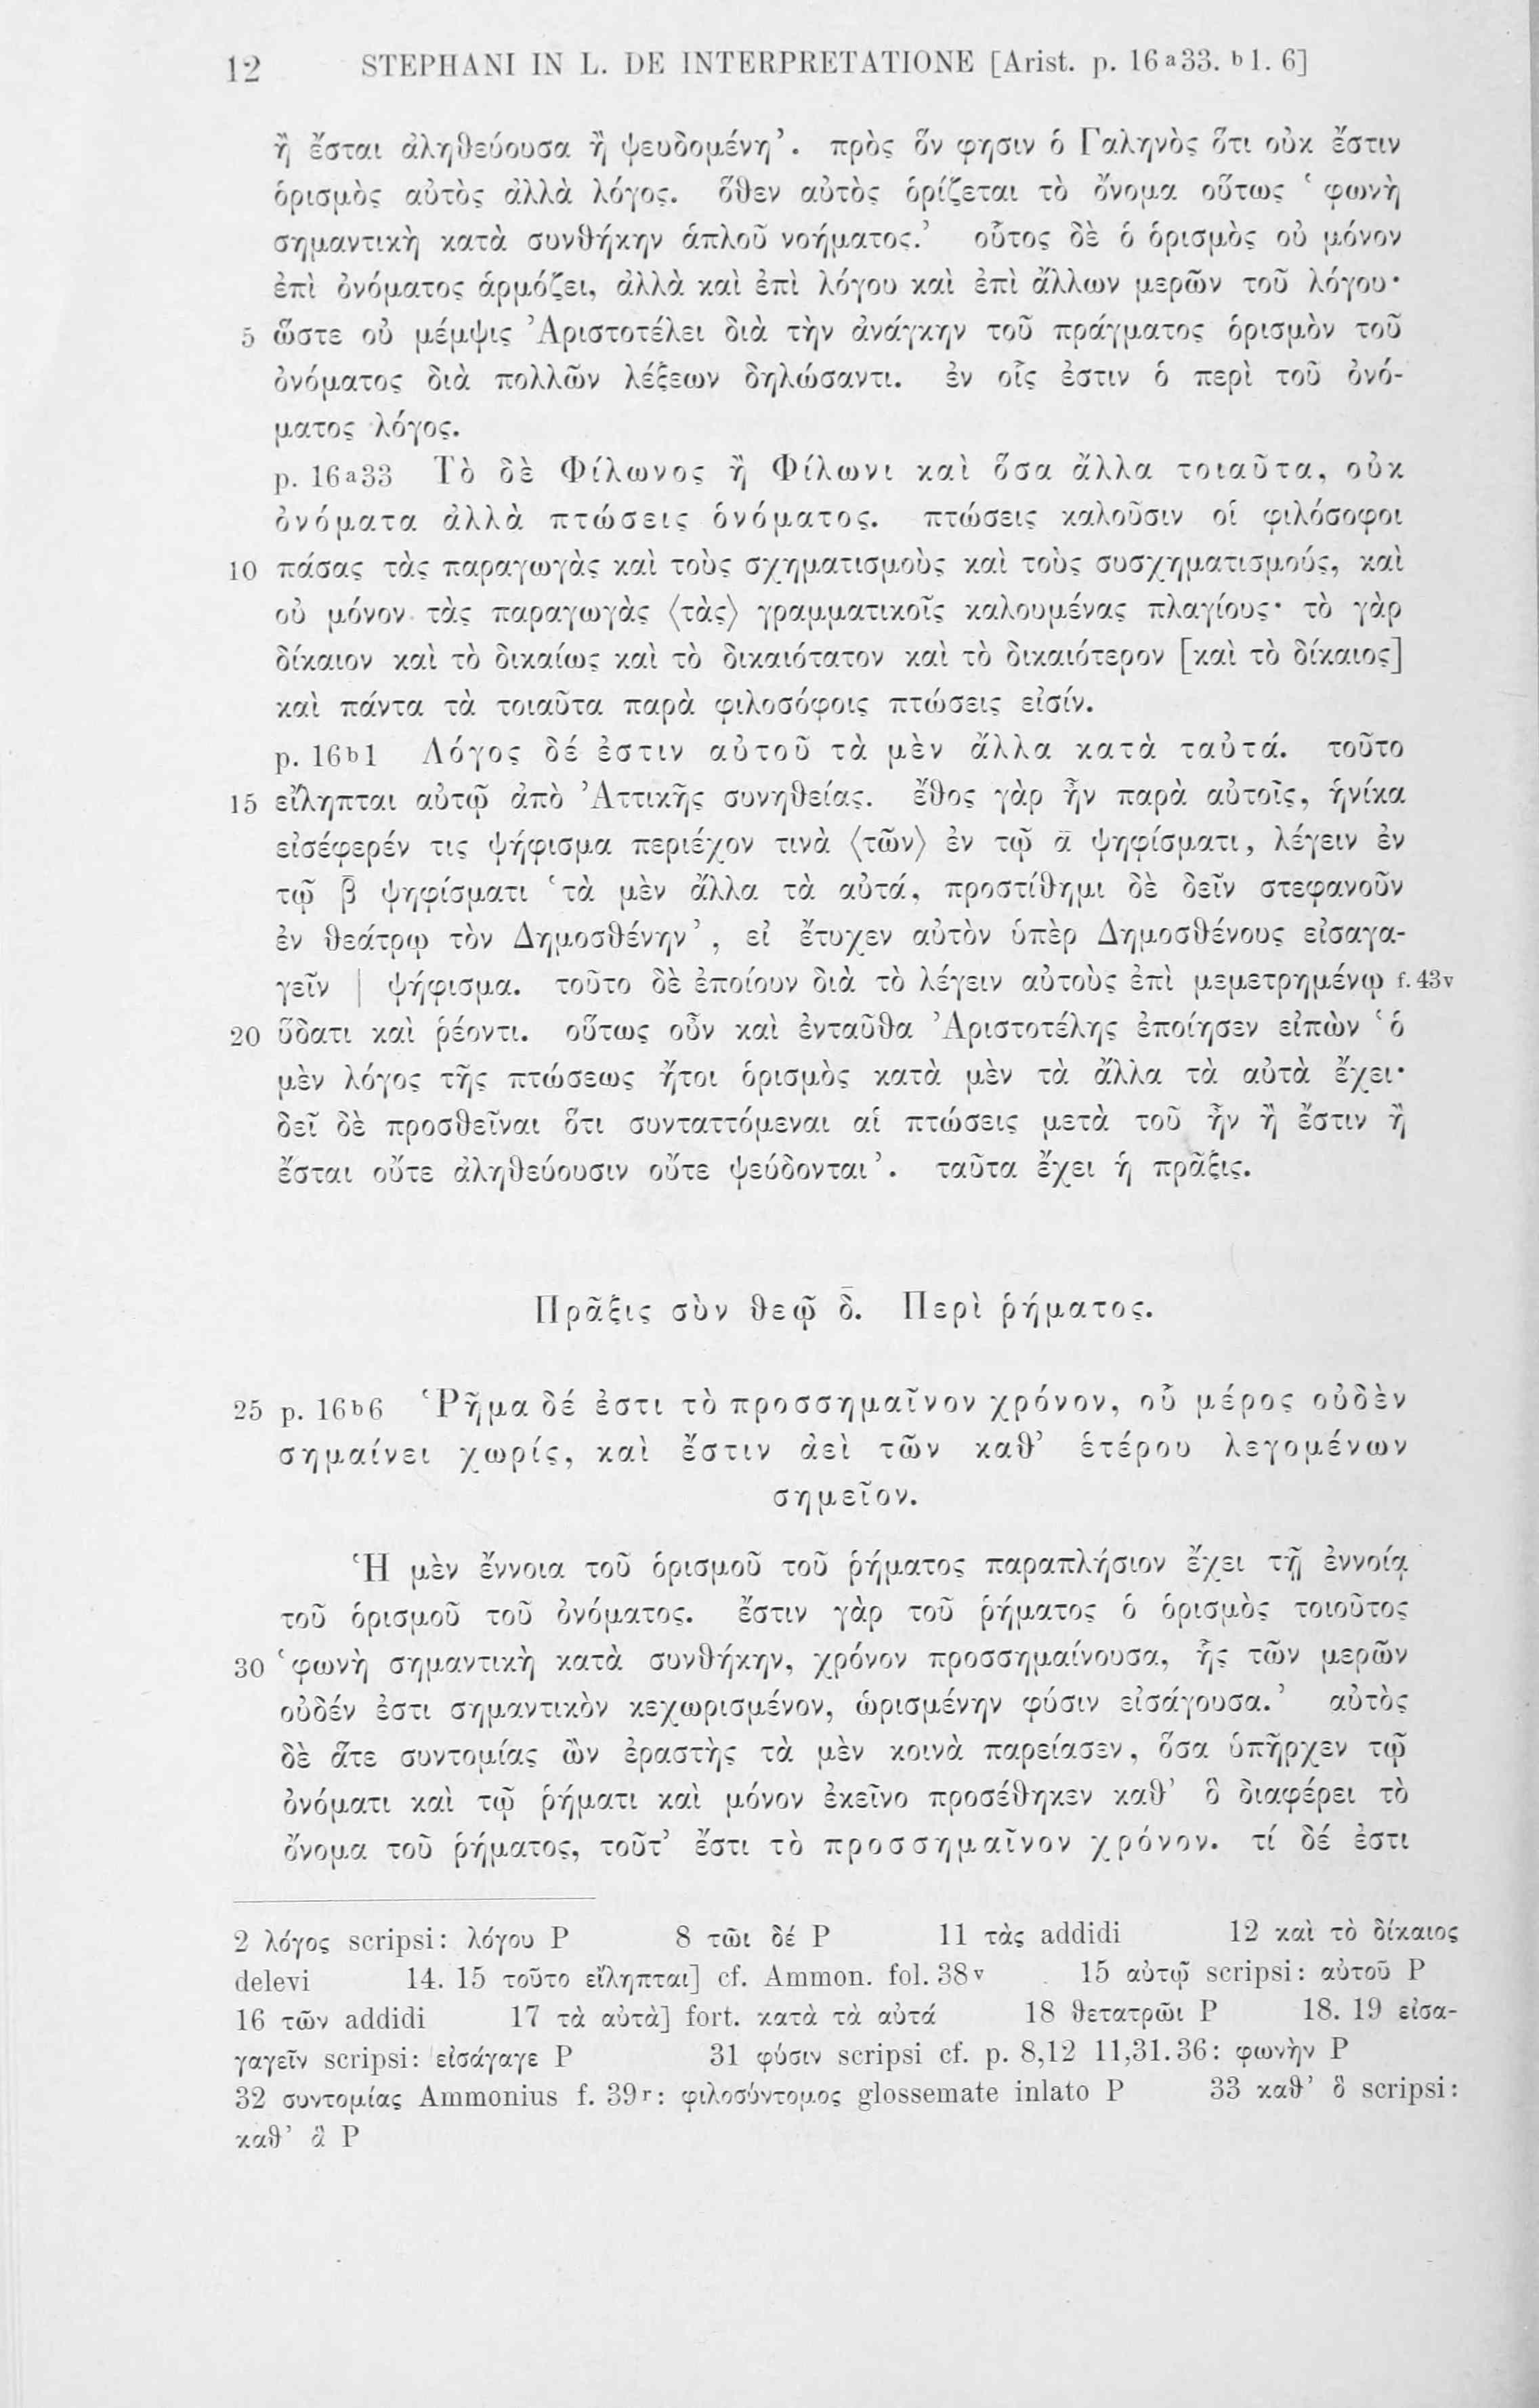 12 STEPHANI IN L. DE INTERPRETATIONE [Arist. p. 16a33. b1. 6]
ἢ ἔσται ἀληθεύουσα ἢ ψευδομένη’. πρὸς ὅν φησιν ὁ Γαληνὸς ὅτι οὐκ ἔστιν
ὁρισμὸς αὐτὸς ἀλλὰ λόγος. ὅθεν αὐτὸς ὁρίζεται τὸ ὄνομα οὕτως ‘φωνὴ
σημαντικὴ κατὰ συνθήκην ἁπλοῦ νοήματος.’ οὗτος δὲ ὁ ὁρισμὸς οὐ μόνον
ἐπὶ ὀνόματος ἁρμόζει, ἀλλὰ καὶ ἐπὶ λόγου καὶ ἐπὶ ἄλλων μερῶν τοῦ λόγου·
5 ὥστε οὐ μέμψις Ἀριστοτέλει διὰ τὴν ἀνάγκην τοῦ πράγματος ὁρισμὸν τοῦ
ὀνόματος διὰ πολλῶν λέξεων δηλώσαντι. ἐν οἷς ἐστιν ὁ περὶ τοῦ ὀνό-
ματος λόγος.
p. 16a33 Τὸ δὲ Φίλωνος ἢ Φίλωνι καὶ ὅσα ἄλλα τοιαῦτα, οὐκ
ὀνόματα ἀλλὰ πτώσεις ὀνόματος. πτώσεις καλοῦσιν οἱ φιλόσοφοι
10 πάσας τὰς παραγωγὰς καὶ τοὺς σχηματισμοὺς καὶ τοὺς συσχηματισμούς, καὶ
οὐ μόνον τὰς παραγωγὰς ⟨τὰς⟩ γραμματικοῖς καλουμένας πλαγίους· τὸ γὰρ
δίκαιον καὶ τὸ δικαίως καὶ τὸ δικαιότατον καὶ τὸ δικαιότερον [καὶ τὸ δίκαιος]
καὶ πάντα τὰ τοιαῦτα παρὰ φιλοσόφοις πτώσεις εἰσίν.
p. 16b1 Λόγος δέ ἐστιν αὐτοῦ τὰ μὲν ἄλλα κατὰ ταὐτά. τοῦτο
15 εἴληπται αὐτῷ ἀπὸ Ἀττικῆς συνηθείας. ἔθος γὰρ ἦν παρὰ αὐτοῖς, ἡνίκα
εἰσέφερέν τις ψήφισμα περιέχον τινὰ ⟨τῶν⟩ ἐν τῷ ᾱ ψηφίσματι, λέγειν ἐν
τῷ β̄ ψηφίσματι ‘τὰ μὲν ἄλλα τὰ αὐτά, προστίθημι δὲ δεῖν στεφανοῦν
ἐν θεάτρῳ τὸν Δημοσθένην’, εἰ ἔτυχεν αὐτὸν ὑπὲρ Δημοσθένους εἰσαγα-
γεῖν | ψήφισμα. τοῦτο δὲ ἐποίουν διὰ τὸ λέγειν αὐτοὺς ἐπὶ μεμετρημένῳ f. 43v
20 ὕδατι καὶ ῥέοντι. οὕτως οὖν καὶ ἐνταῦθα Ἀριστοτέλης ἐποίησεν εἰπὼν ‘ὁ
μὲν λόγος τῆς πτώσεως ἤτοι ὁρισμὸς κατὰ μὲν τὰ ἄλλα τὰ αὐτὰ ἔχει·
δεῖ δὲ προσθεῖναι ὅτι συνταττόμεναι αἱ πτώσεις μετὰ τοῦ ἦν ἢ ἔστιν ἢ
ἔσται οὔτε ἀληθεύουσιν οὔτε ψεύδονται’. ταῦτα ἔχει ἡ πρᾶξις.
Πρᾶξις σὺν θεῷ δ̄. Περὶ ῥήματος.
25 p. 16b6 Ῥῆμα δέ ἐστι τὸ προσσημαῖνον χρόνον, οὗ μέρος οὐδὲν
σημαίνει χωρίς, καὶ ἔστιν ἀεὶ τῶν καθ’ ἑτέρου λεγομένων
σημεῖον.
Ἡ μὲν ἔννοια τοῦ ὁρισμοῦ τοῦ ῥήματος παραπλήσιον ἔχει τῇ ἐννοίᾳ
τοῦ ὁρισμοῦ τοῦ ὀνόματος. ἔστιν γὰρ τοῦ ῥήματος ὁ ὁρισμὸς τοιοῦτος
30 ‘φωνὴ σημαντικὴ κατὰ συνθήκην, χρόνον προσσημαίνουσα, ἧς τῶν μερῶν
οὐδέν ἐστι σημαντικὸν κεχωρισμένον, ὡρισμένην φύσιν εἰσάγουσα.’ αὐτὸς
δὲ ἅτε συντομίας ὢν ἐραστὴς τὰ μὲν κοινὰ παρείασεν, ὅσα ὑπῆρχεν τῷ
ὀνόματι καὶ τῷ ῥήματι καὶ μόνον ἐκεῖνο προσέθηκεν καθ’ ὃ διαφέρει τὸ
ὄνομα τοῦ ῥήματος, τοῦτ’ ἔστι τὸ προσσημαῖνον χρόνον. τί δέ ἐστι
2 λόγος scripsi: λόγου P 8 τῶι δέ P 11 τὰς addidi 12 καὶ τὸ δίκαιος
delevi 14. 15 τοῦτο εἴληπται] cf. Ammon. fol. 38v 15 αὐτῷ scripsi: αὐτοῦ P
16 τῶν addidi 17 τὰ αὐτὰ] fort. κατὰ τὰ αὐτά 18 θετατρῶι P 18. 19 εἰσα-
γαγεῖν scripsi: εἰσάγαγε P 31 φύσιν scripsi cf. p. 8,12 11,31. 36: φωνὴν P
32 συντομίας Ammonius f. 39r: φιλοσύντομος glossemate inlato P 33 καθ’ ὃ scripsi:
καθ’ ἃ P